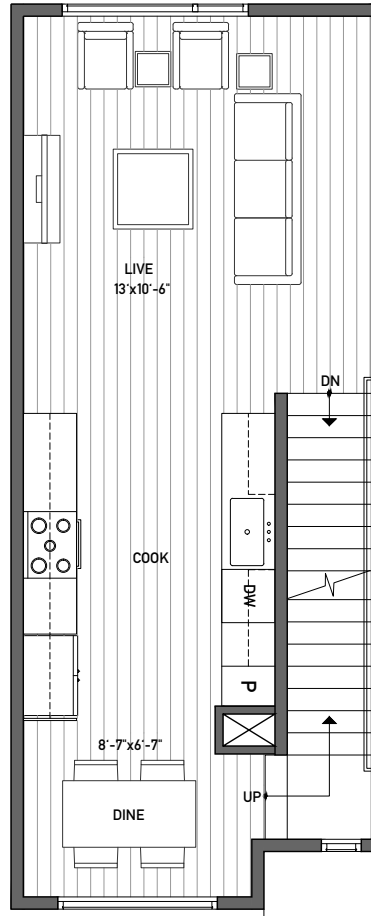 LIVE
13'x10'-6"
DN
COOK
DW
P
8'-7"x6'-7"
UP
DINE